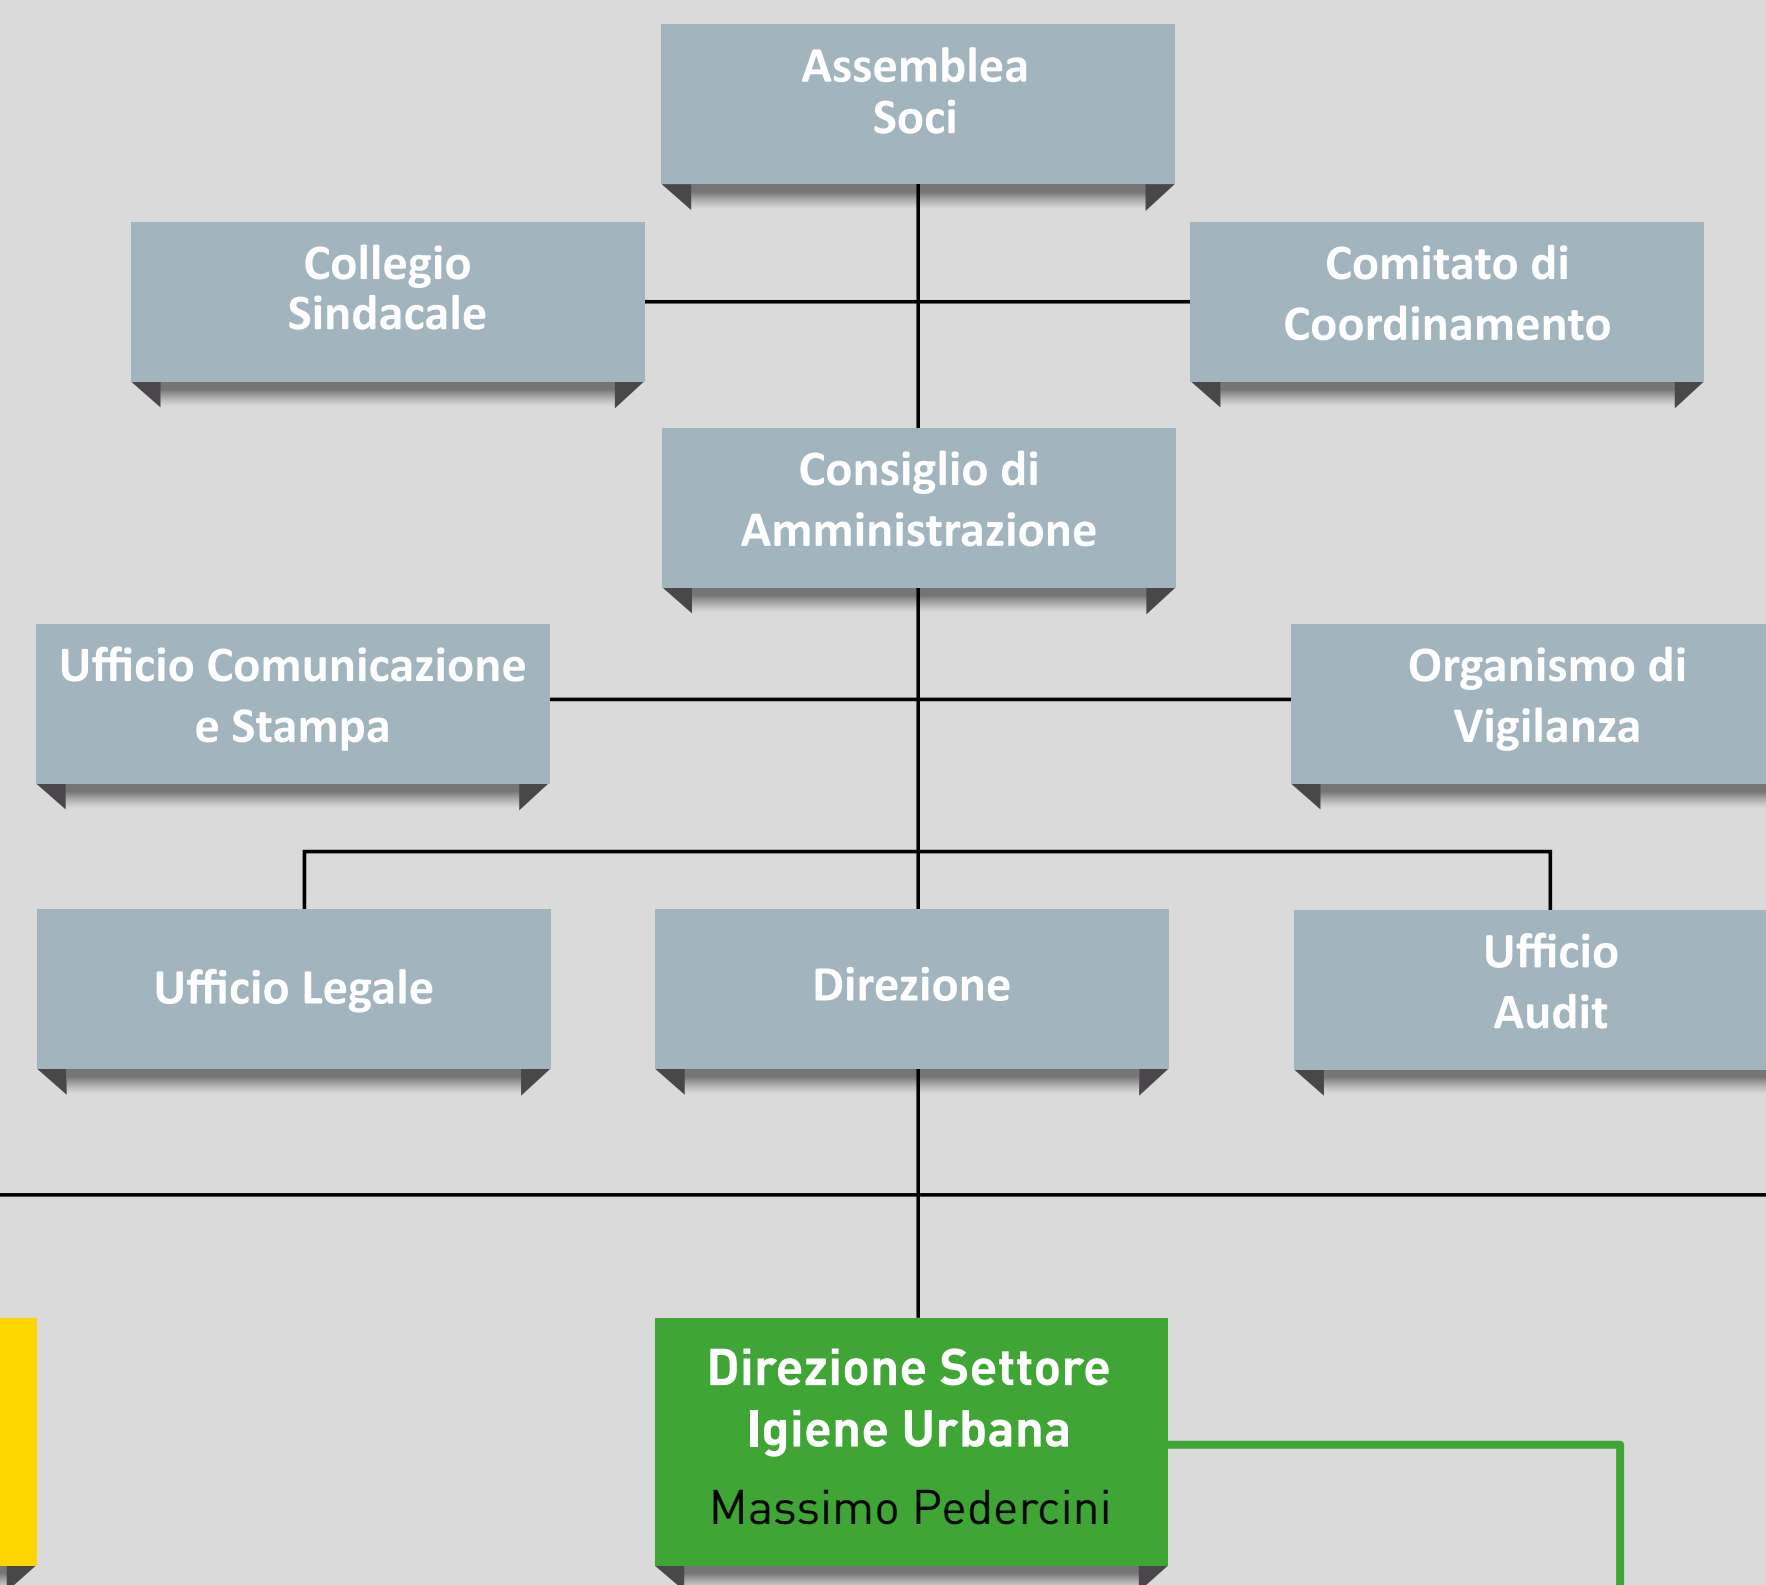 Assemblea
Soci
Collegio
Sindacale
Comitato di
Coordinamento
Consiglio di
Amministrazione
Ufficio Comunicazione
e Stampa
Organismo di
Vigilanza
Ufficio Legale
Direzione
Ufficio
Audit
Direzione Settore
Igiene Urbana
Massimo Pedercini